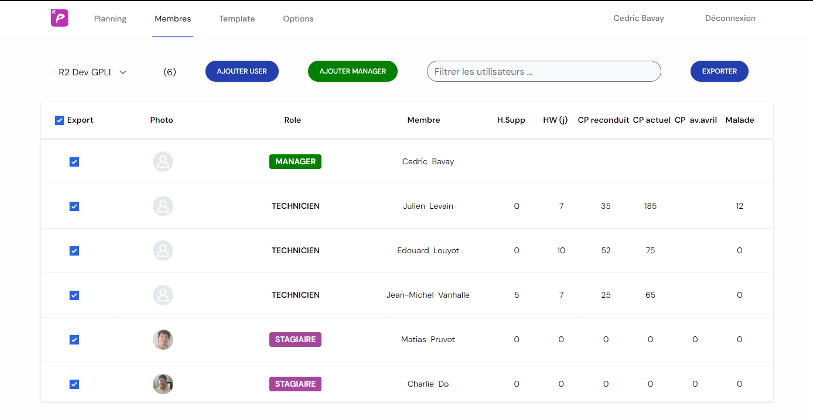 Planning Membres Template Options Cedric Bavay Déconnexion
R2 Dev GPLI (6) AJOUTER USER AJOUTER MANAGER Filtrer les utilisateurs ... EXPORTER
Export Photo Role Membre H.Supp HW (j) CP reconduit CP actuel CP av.avril Malade
MANAGER Cedric Bavay
TECHNICIEN Julien Levain 0 7 35 185 12
TECHNICIEN Edouard Louyot 0 10 52 75 0
TECHNICIEN Jean-Michel Vanhalle 5 7 25 65 0
STAGIAIRE Matias Pruvot 0 0 0 0 0 0
STAGIAIRE Charlie Do 0 0 0 0 0 0